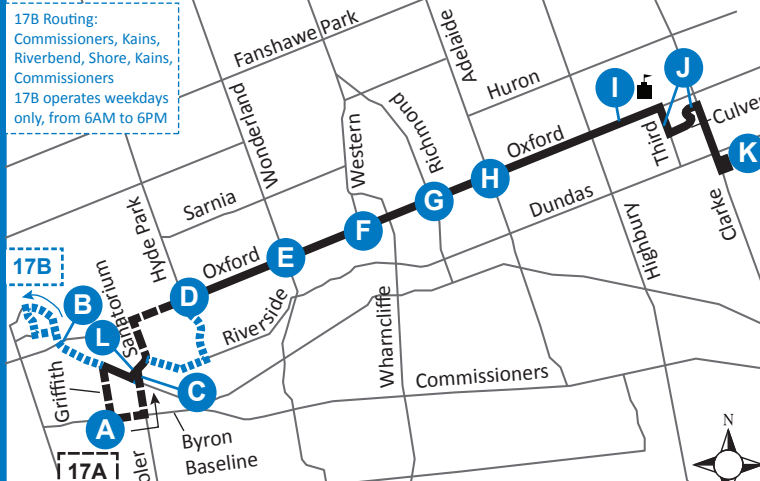 17B Routing:
Commissioners, Kains,
Riverbend, Shore, Kains,
Commissioners
17B operates weekdays
only, from 6AM to 6PM
Fanshawe Park
Adelaide
Wonderland
Huron
I
J
Culver
Western
Richmond
Oxford
Third
K
H
Dundas
Sarnia
G
Hyde Park
F
Clarke
Highbury
17B
Oxford
E
Sanatorium
D
B
Riverside
L
Wharncliffe
Commissioners
Griffith
C
A
Byron
Baseline
17A
pler
N